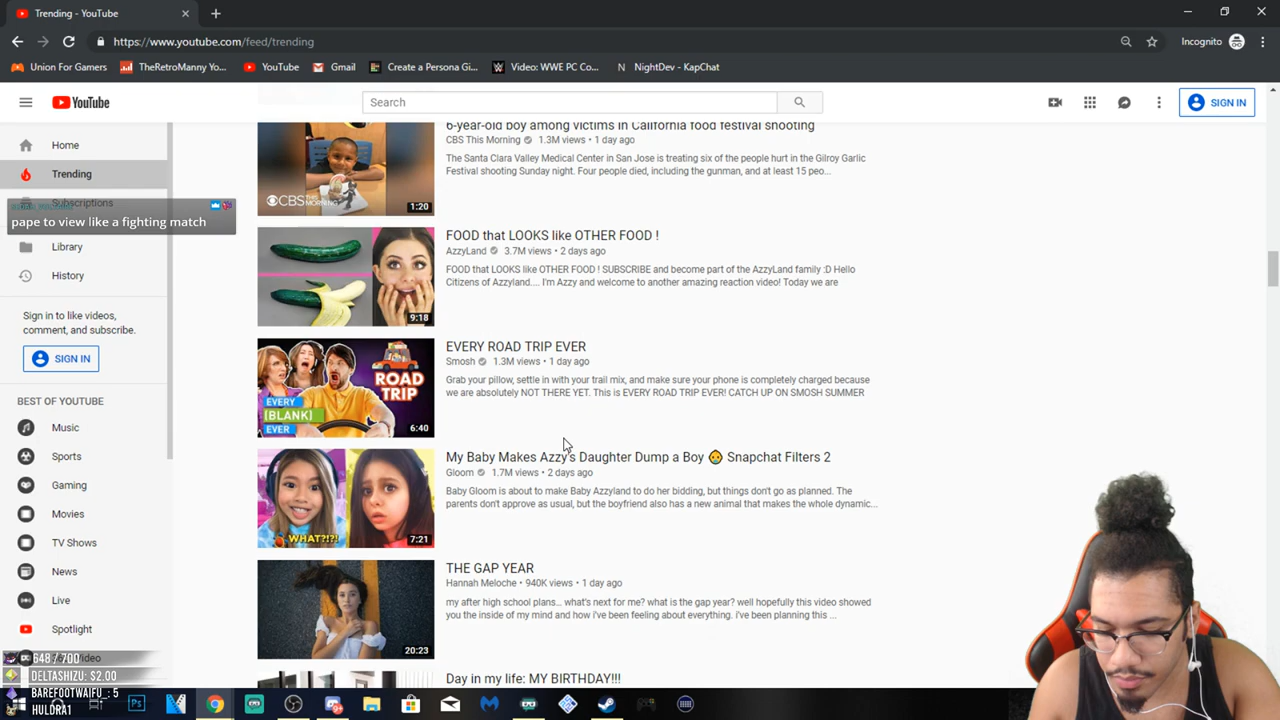 Trending - YouTube
https://www.youtube.com/feed/trending
Incognito
Union For Gamers
TheRetroManny Yo...
YouTube
Gmail
Create a Persona Gi...
Video: WWE PC Co...
NightDev - KapChat
YouTube
Search
SIGN IN
Home
Trending
Subscriptions
pape to view like a fighting match
Library
History
Sign in to like videos,
comment, and subscribe.
SIGN IN
BEST OF YOUTUBE
Music
Sports
Gaming
Movies
TV Shows
News
Live
Spotlight
6-year-old boy among victims in California food festival shooting
CBS This Morning 1.3M views • 1 day ago
The Santa Clara Valley Medical Center in San Jose is treating six of the people hurt in the Gilroy Garlic
Festival shooting Sunday night. Four people died, including the gunman, and at least 15 peo...
CBS THIS MORNING
1:20
FOOD that LOOKS like OTHER FOOD !
AzzyLand 3.7M views • 2 days ago
FOOD that LOOKS like OTHER FOOD ! SUBSCRIBE and become part of the AzzyLand family :D Hello
Citizens of Azzyland.... I'm Azzy and welcome to another amazing reaction video! Today we are
9:18
EVERY ROAD TRIP EVER
Smosh 1.3M views • 1 day ago
Grab your pillow, settle in with your trail mix, and make sure your phone is completely charged because
we are absolutely NOT THERE YET. This is EVERY ROAD TRIP EVER! CATCH UP ON SMOSH SUMMER
ROAD
TRIP
EVERY
[BLANK]
EVER
6:40
My Baby Makes Azzy's Daughter Dump a Boy 👶 Snapchat Filters 2
Gloom 1.7M views • 2 days ago
Baby Gloom is about to make Baby Azzyland to do her bidding, but things don't go as planned. The
parents don't approve as usual, but the boyfriend also has a new animal that makes the whole dynamic...
WHAT?!?!
7:21
THE GAP YEAR
Hannah Meloche • 940K views • 1 day ago
my after high school plans... what's next for me? what is the gap year? well hopefully this video showed
you the inside of my mind and how i've been feeling about everything. i've been planning this ...
20:23
Day in my life: MY BIRTHDAY!!!
648 / 700
DELTASHIZU: $2.00
BAREFOOTWAIFU_: 5
HULDRA1